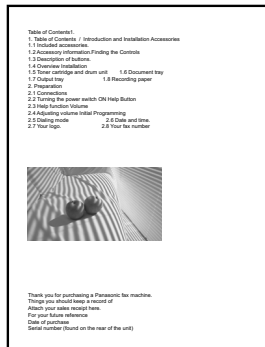 Table of Contents1.
1. Table of Contents / Introduction and Installation Accessories
1.1 Included accessories.
1.2 Accessory information.Finding the Controls
1.3 Description of buttons.
1.4 Overview Installation
1.5 Toner cartridge and drum unit 1.6 Document tray
1.7 Output tray 1.8 Recording paper
2. Preparation
2.1 Connections
2.2 Turning the power switch ON Help Button
2.3 Help function Volume
2.4 Adjusting volume Initial Programming
2.5 Dialing mode 2.6 Date and time.
2.7 Your logo. 2.8 Your fax number
Thank you for purchasing a Panasonic fax machine.
Things you should keep a record of
Attach your sales receipt here.
For your future reference
Date of purchase
Serial number (found on the rear of the unit)